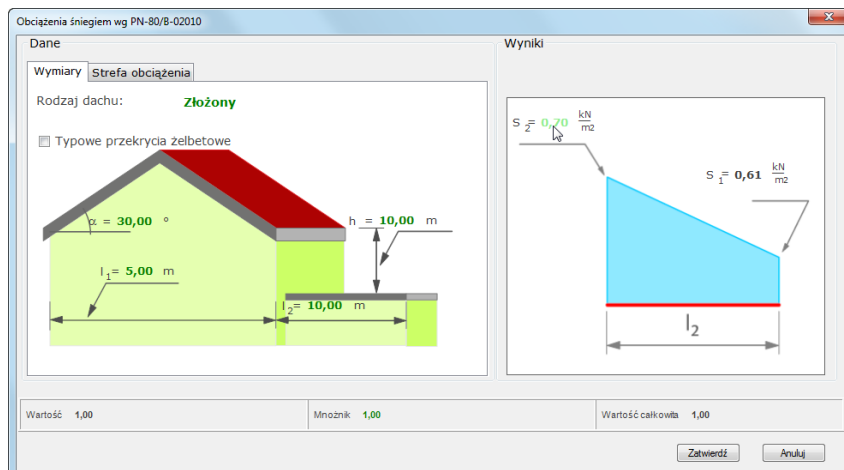 Obciążenia śniegiem wg PN-80/B-02010
Dane
Wymiary
Strefa obciążenia
Rodzaj dachu: Złożony
Typowe przekrycia żelbetowe
α = 30,00 °
h = 10,00 m
l1= 5,00 m
l2= 10,00 m
Wyniki
S2= 0,70 kN/m2
S1= 0,61 kN/m2
l2
Wartość 1,00
Mnożnik 1,00
Wartość całkowita 1,00
Zatwierdź
Anuluj